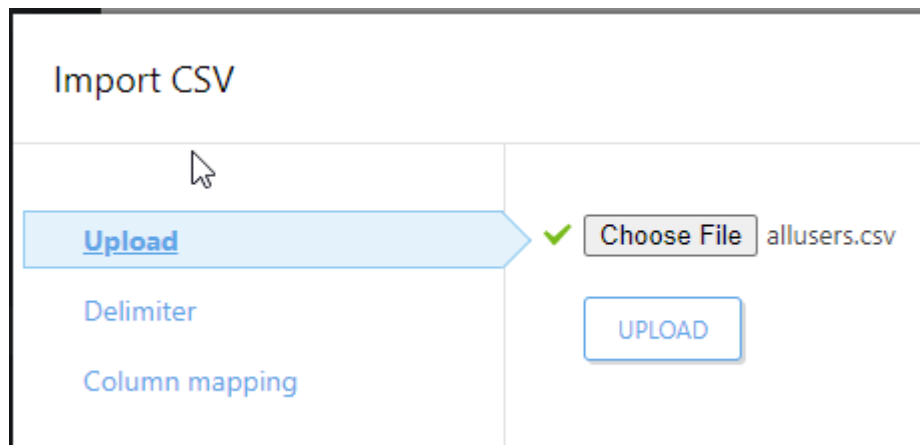 Import CSV
Upload
Choose File allusers.csv
Delimiter
UPLOAD
Column mapping